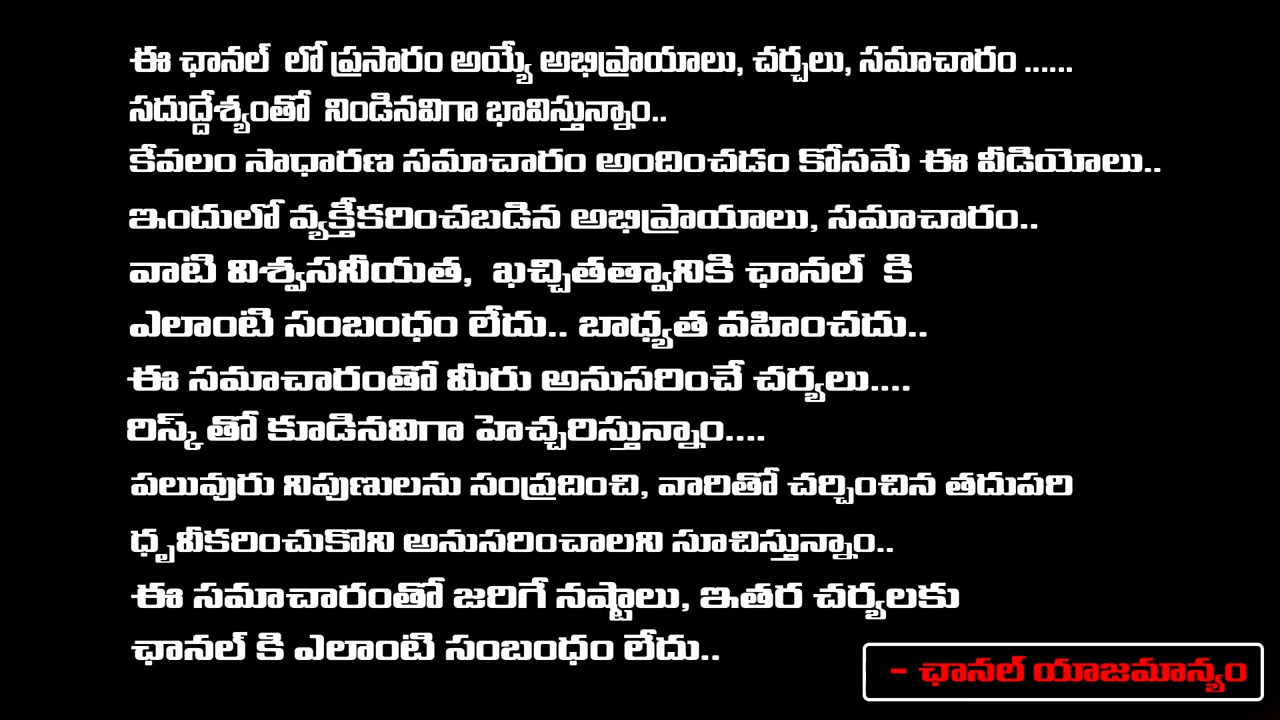 ఈ ఛానల్ లో ప్రసారం అయ్యే అభిప్రాయాలు, చర్చలు, సమాచారం ......
సదుద్దేశ్యంతో నిండినవిగా భావిస్తున్నాం..
కేవలం సాధారణ సమాచారం అందించడం కోసమే ఈ వీడియోలు..
ఇందులో వ్యక్తీకరించబడిన అభిప్రాయాలు, సమాచారం..
వాటి విశ్వసనీయత, ఖచ్చితత్వానికి ఛానల్ కి
ఎలాంటి సంబంధం లేదు.. బాధ్యత వహించదు..
ఈ సమాచారంతో మీరు అనుసరించే చర్యలు....
రిస్క్ తో కూడినవిగా హెచ్చరిస్తున్నాం....
పలువురు నిపుణులను సంప్రదించి, వారితో చర్చించిన తదుపరి
ధృవీకరించుకొని అనుసరించాలని సూచిస్తున్నాం..
ఈ సమాచారంతో జరిగే నష్టాలు, ఇతర చర్యలకు
ఛానల్ కి ఎలాంటి సంబంధం లేదు..
- ఛానల్ యాజమాన్యం